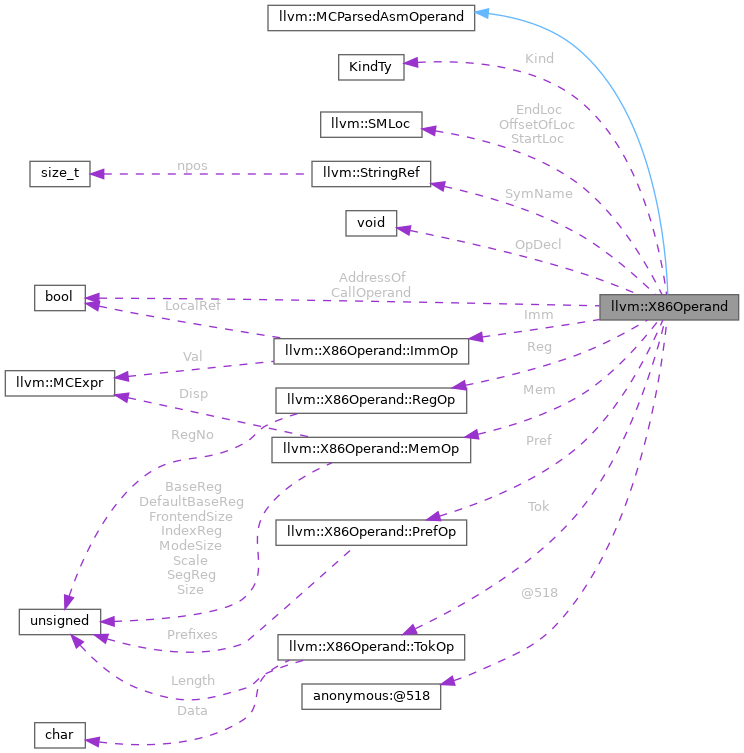 llvm::MCParsedAsmOperand
Kind
KindTy
EndLoc
OffsetOfLoc
StartLoc
llvm::SMLoc
npos
size_t
llvm::StringRef
SymName
void
OpDecl
AddressOf
CallOperand
bool
LocalRef
llvm::X86Operand
Imm
llvm::X86Operand::ImmOp
Reg
Val
llvm::MCExpr
Disp
llvm::X86Operand::RegOp
Mem
RegNo
llvm::X86Operand::MemOp
Pref
BaseReg
DefaultBaseReg
FrontendSize
IndexReg
ModeSize
Scale
SegReg
Size
Tok
llvm::X86Operand::PrefOp
@518
unsigned
Prefixes
llvm::X86Operand::TokOp
Length
anonymous:@518
Data
char